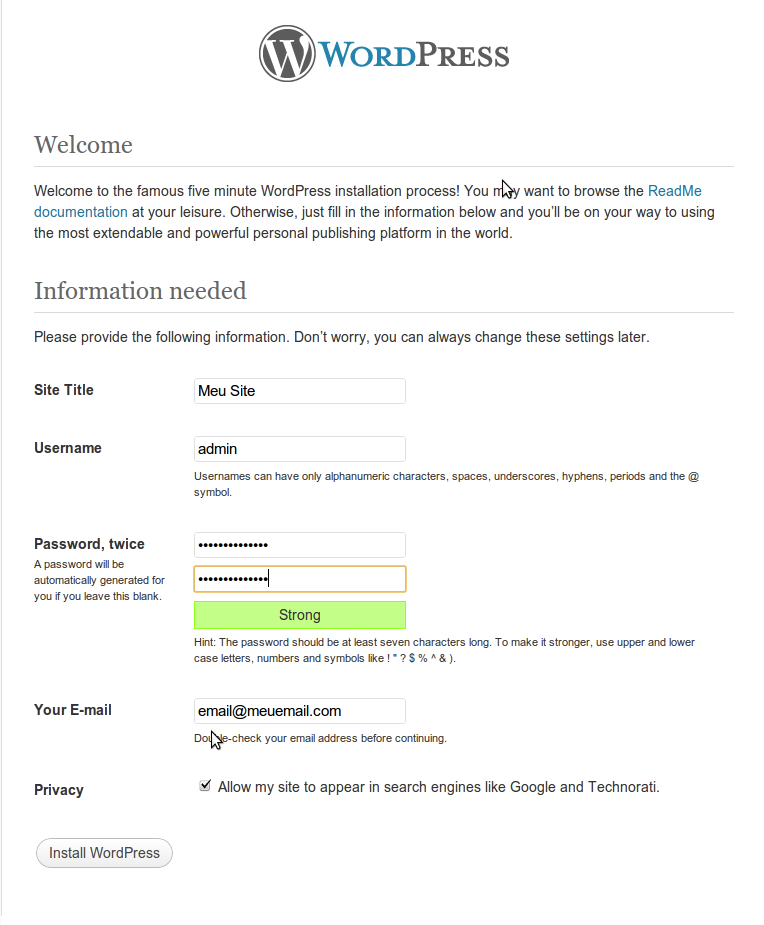 WORDPRESS
Welcome
Welcome to the famous five minute WordPress installation process! You may want to browse the ReadMe
documentation at your leisure. Otherwise, just fill in the information below and you’ll be on your way to using
the most extendable and powerful personal publishing platform in the world.
Information needed
Please provide the following information. Don’t worry, you can always change these settings later.
Site Title
Meu Site
Username
admin
Usernames can have only alphanumeric characters, spaces, underscores, hyphens, periods and the @
symbol.
Password, twice
A password will be
automatically generated for
you if you leave this blank.
••••••••••••••
••••••••••••••
Strong
Hint: The password should be at least seven characters long. To make it stronger, use upper and lower
case letters, numbers and symbols like ! " ? $ % ^ & ).
Your E-mail
email@meuemail.com
Double-check your email address before continuing.
Privacy
Allow my site to appear in search engines like Google and Technorati.
Install WordPress